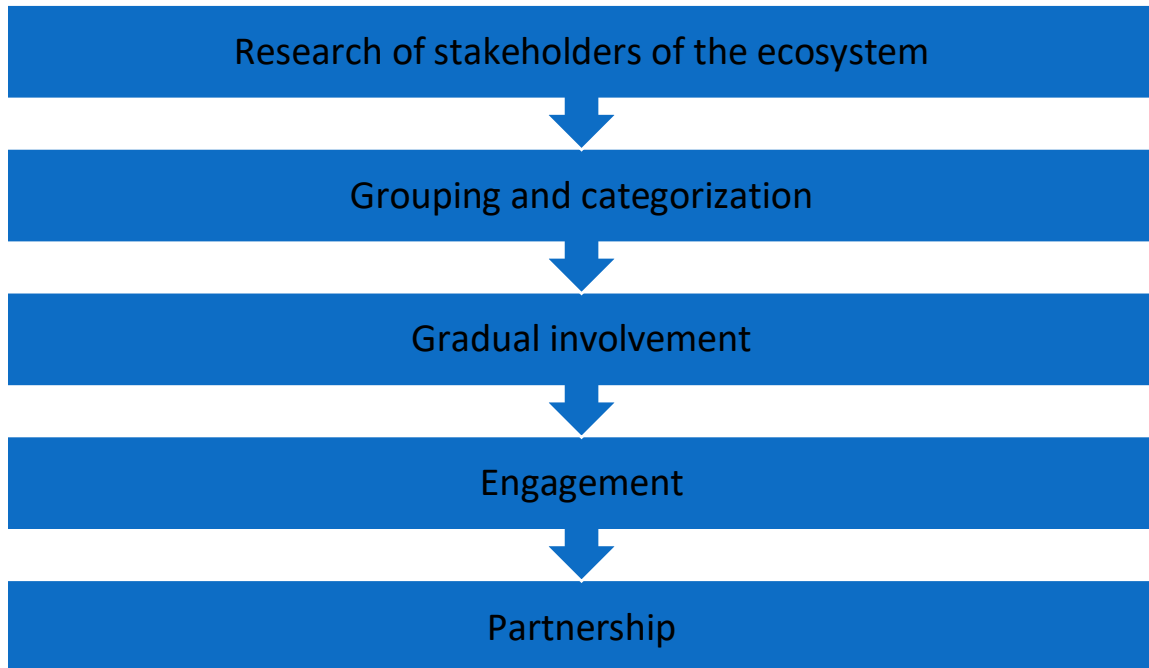 Research of stakeholders of the ecosystem
Grouping and categorization
Gradual involvement
Engagement
Partnership